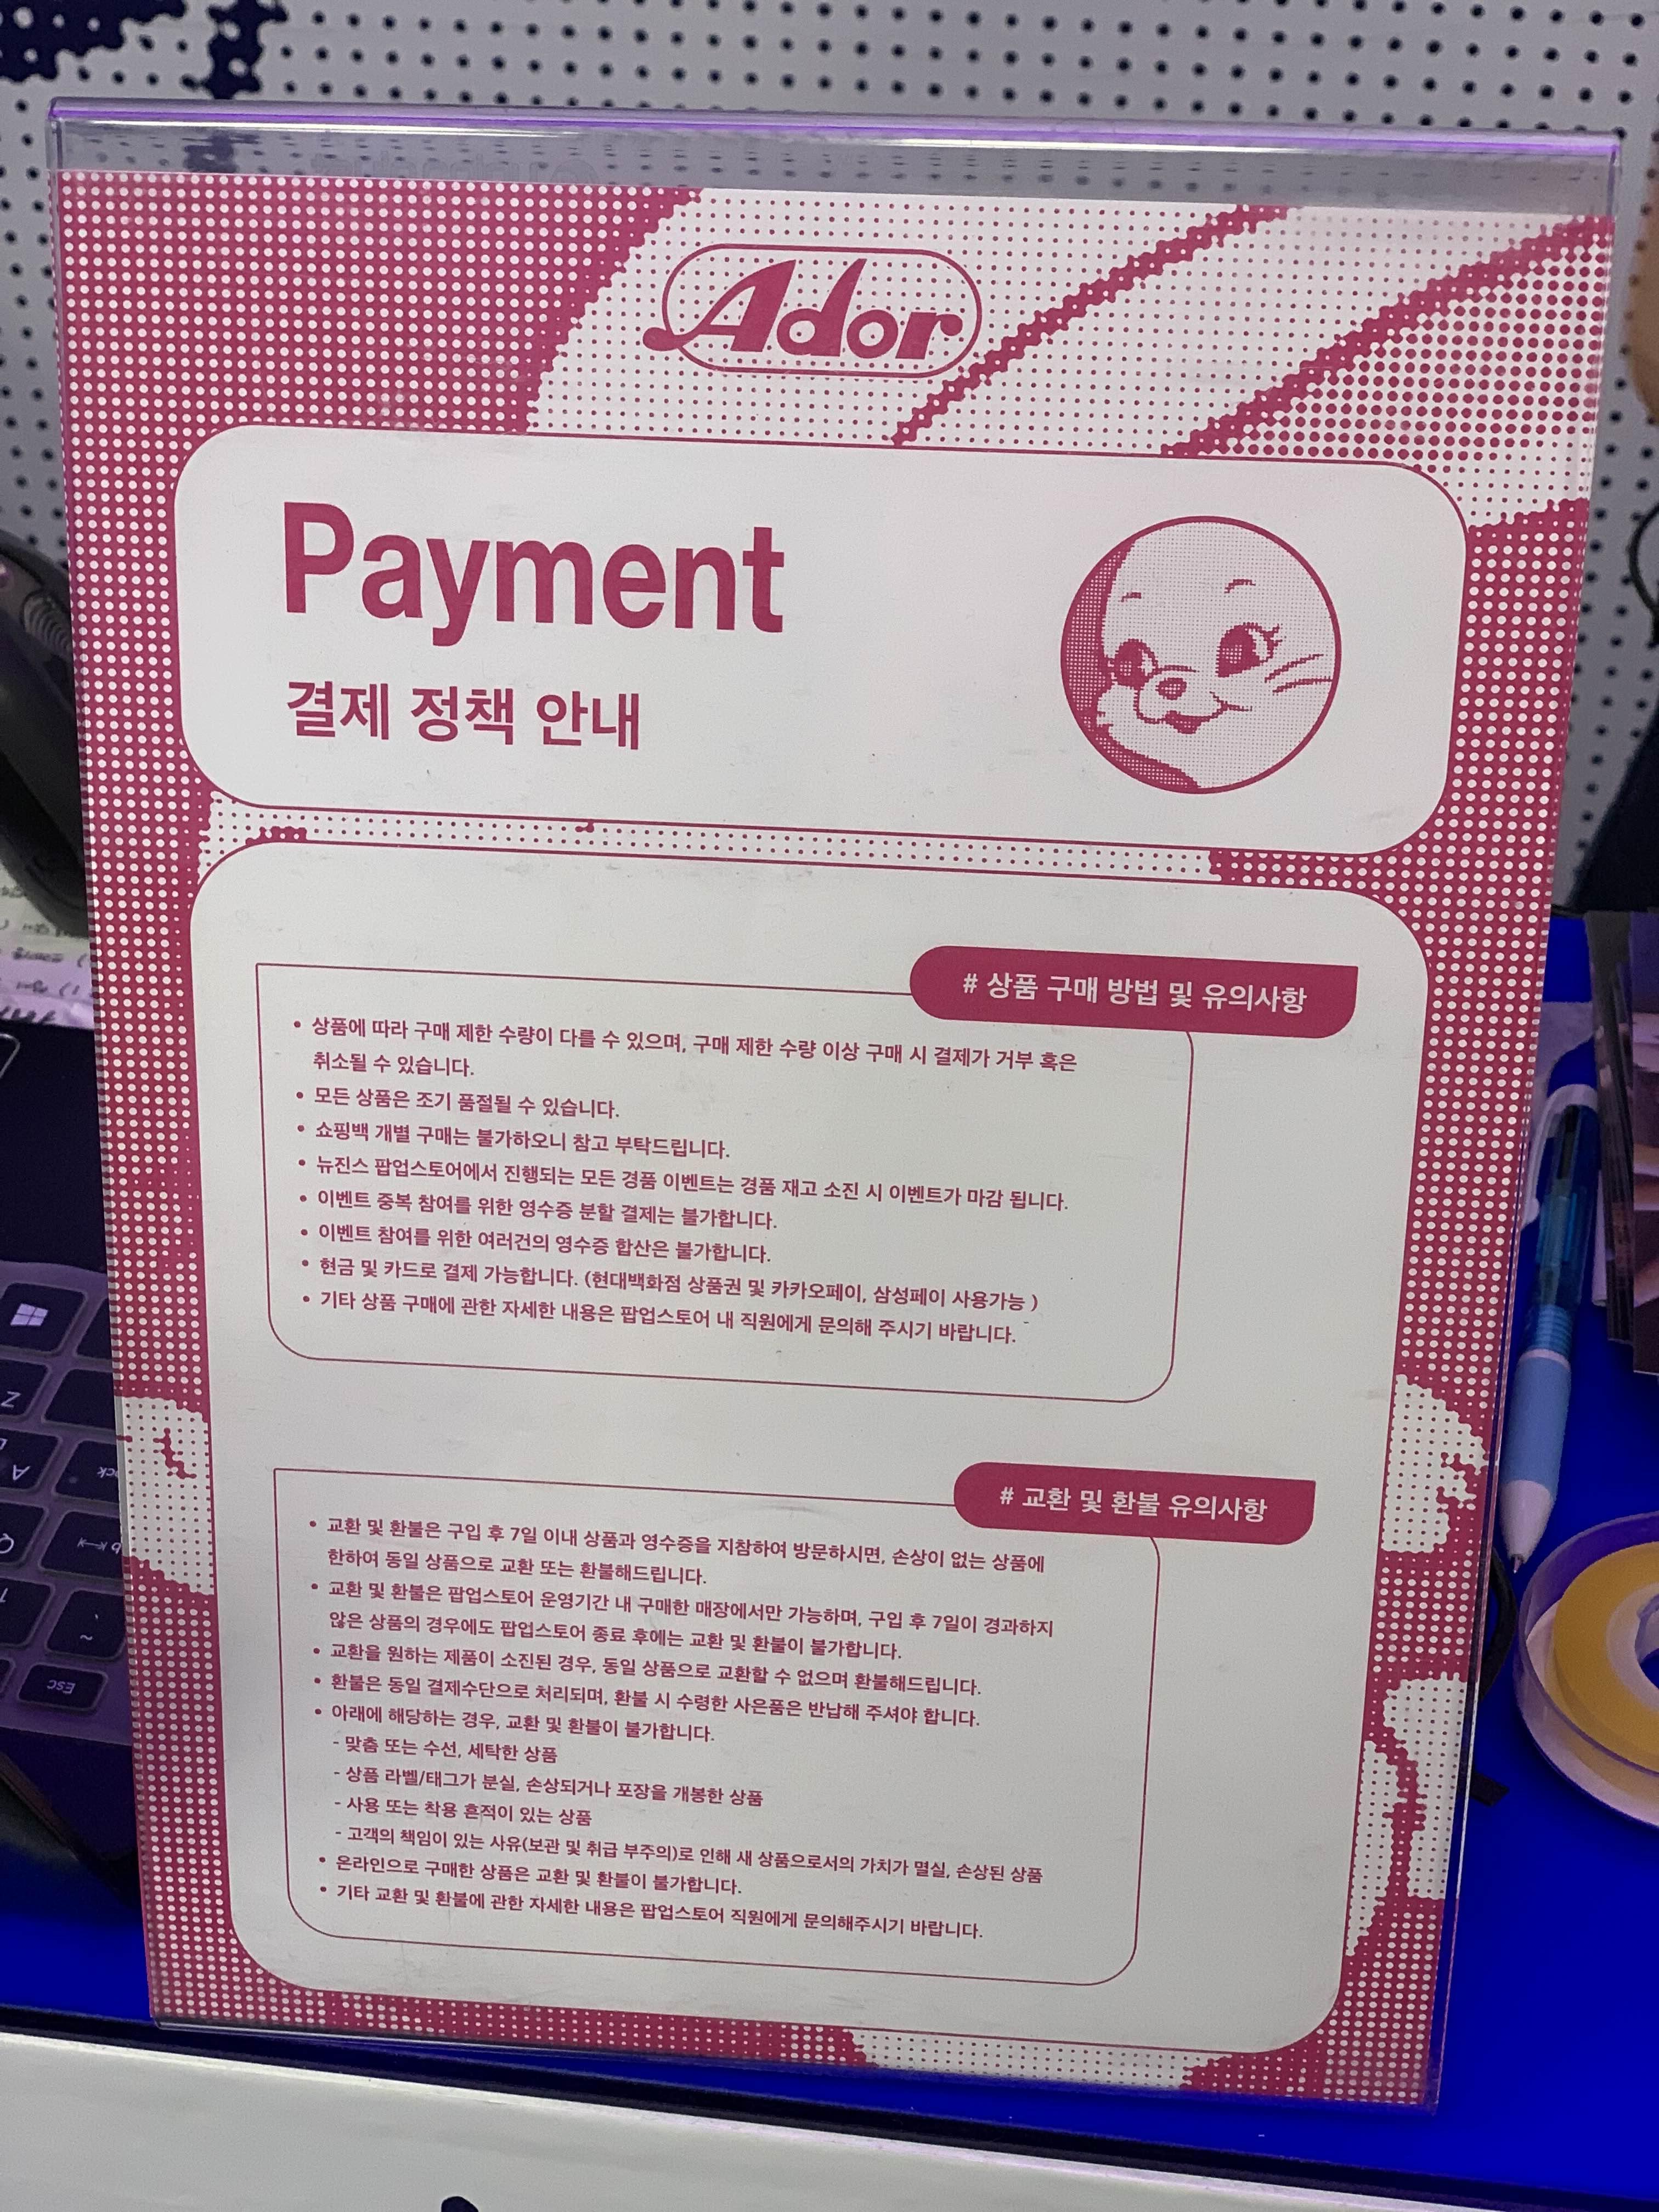 Ador
Payment
결제 정책 안내
# 상품 구매 방법 및 유의사항
• 상품에 따라 구매 제한 수량이 다를 수 있으며, 구매 제한 수량 이상 구매 시 결제가 거부 혹은
취소될 수 있습니다.
• 모든 상품은 조기 품절될 수 있습니다.
• 쇼핑백 개별 구매는 불가하오니 참고 부탁드립니다.
• 뉴진스 팝업스토어에서 진행되는 모든 경품 이벤트는 경품 재고 소진 시 이벤트가 마감 됩니다.
• 이벤트 중복 참여를 위한 영수증 분할 결제는 불가합니다.
• 이벤트 참여를 위한 여러건의 영수증 합산은 불가합니다.
• 현금 및 카드로 결제 가능합니다. (현대백화점 상품권 및 카카오페이, 삼성페이 사용가능 )
• 기타 상품 구매에 관한 자세한 내용은 팝업스토어 내 직원에게 문의해 주시기 바랍니다.
# 교환 및 환불 유의사항
• 교환 및 환불은 구입 후 7일 이내 상품과 영수증을 지참하여 방문하시면, 손상이 없는 상품에
한하여 동일 상품으로 교환 또는 환불해드립니다.
• 교환 및 환불은 팝업스토어 운영기간 내 구매한 매장에서만 가능하며, 구입 후 7일이 경과하지
않은 상품의 경우에도 팝업스토어 종료 후에는 교환 및 환불이 불가합니다.
• 교환을 원하는 제품이 소진된 경우, 동일 상품으로 교환할 수 없으며 환불해드립니다.
• 환불은 동일 결제수단으로 처리되며, 환불 시 수령한 사은품은 반납해 주셔야 합니다.
• 아래에 해당하는 경우, 교환 및 환불이 불가합니다.
- 맞춤 또는 수선, 세탁한 상품
- 상품 라벨/태그가 분실, 손상되거나 포장을 개봉한 상품
- 사용 또는 착용 흔적이 있는 상품
- 고객의 책임이 있는 사유(보관 및 취급 부주의)로 인해 새 상품으로서의 가치가 멸실, 손상된 상품
• 온라인으로 구매한 상품은 교환 및 환불이 불가합니다.
• 기타 교환 및 환불에 관한 자세한 내용은 팝업스토어 직원에게 문의해주시기 바랍니다.
Z
A
Q
~
ESC